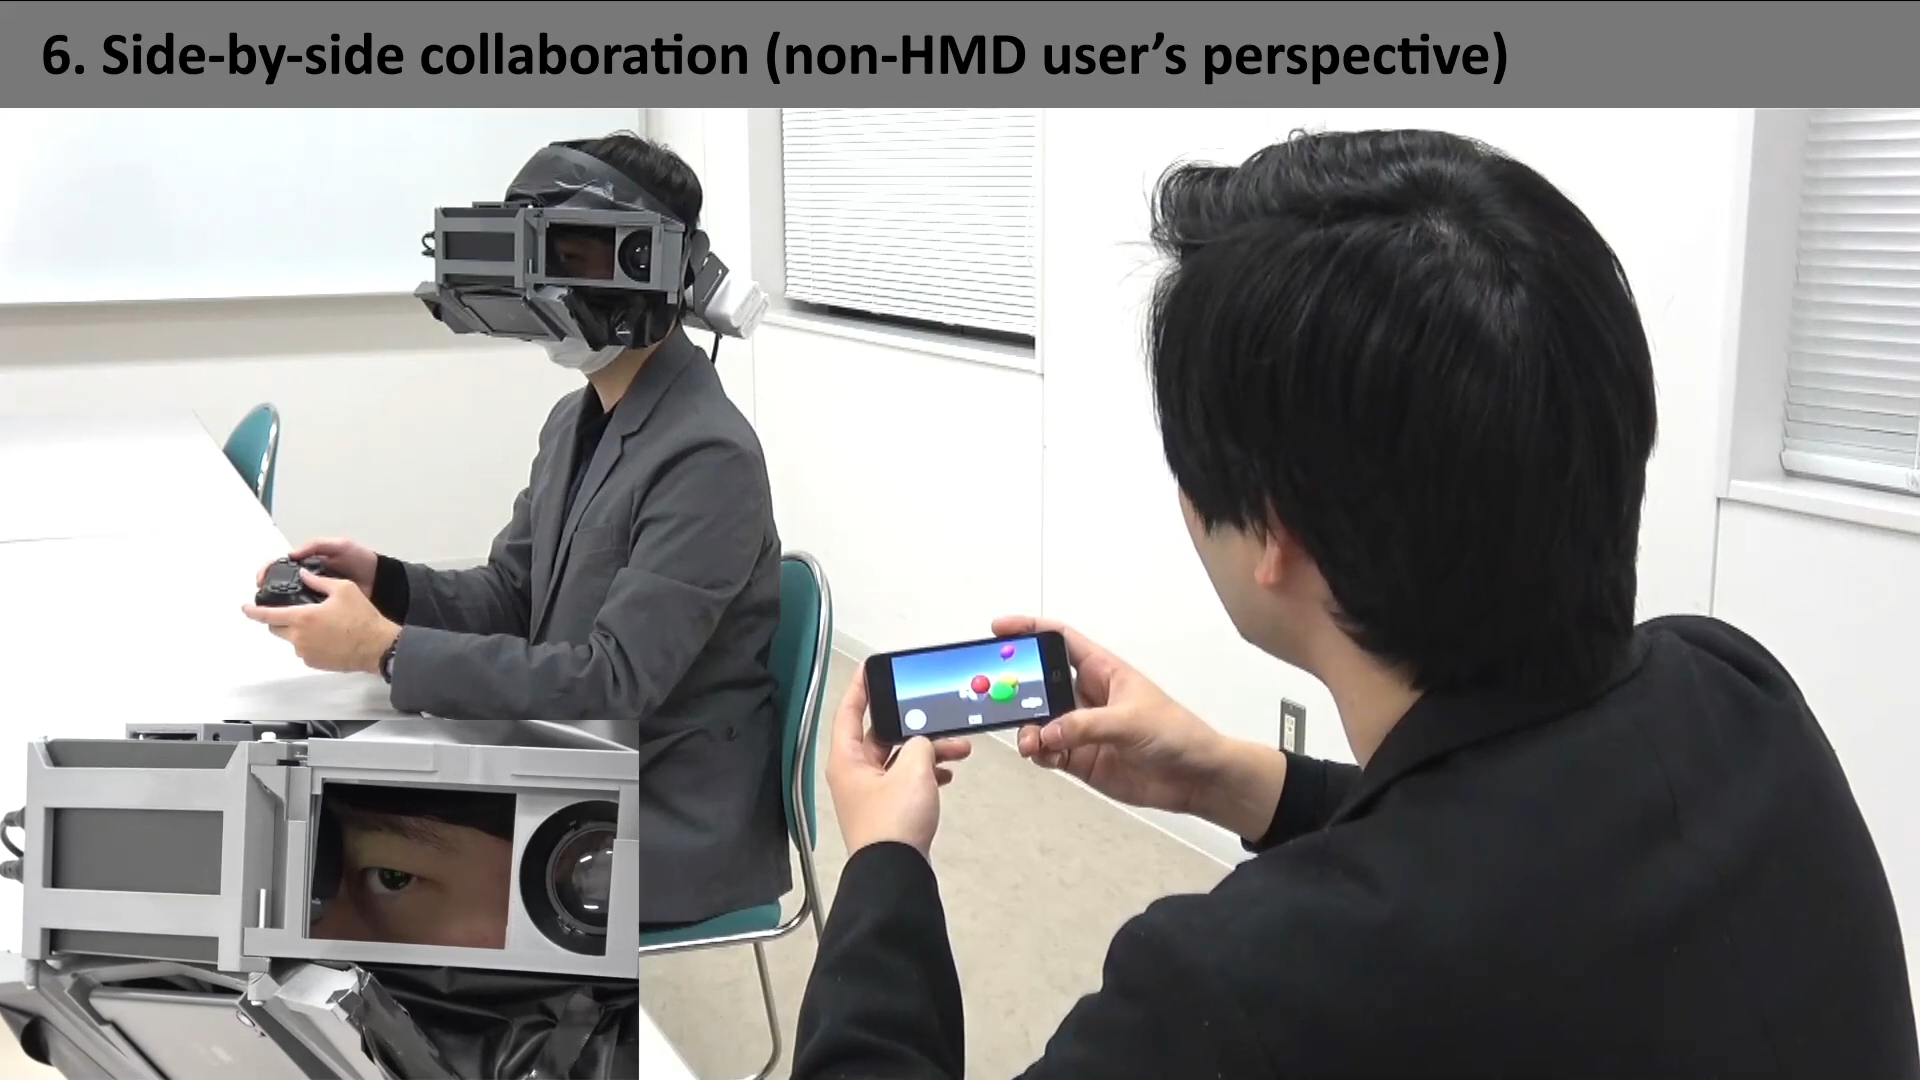 6. Side-by-side collaboration (non-HMD user’s perspective)